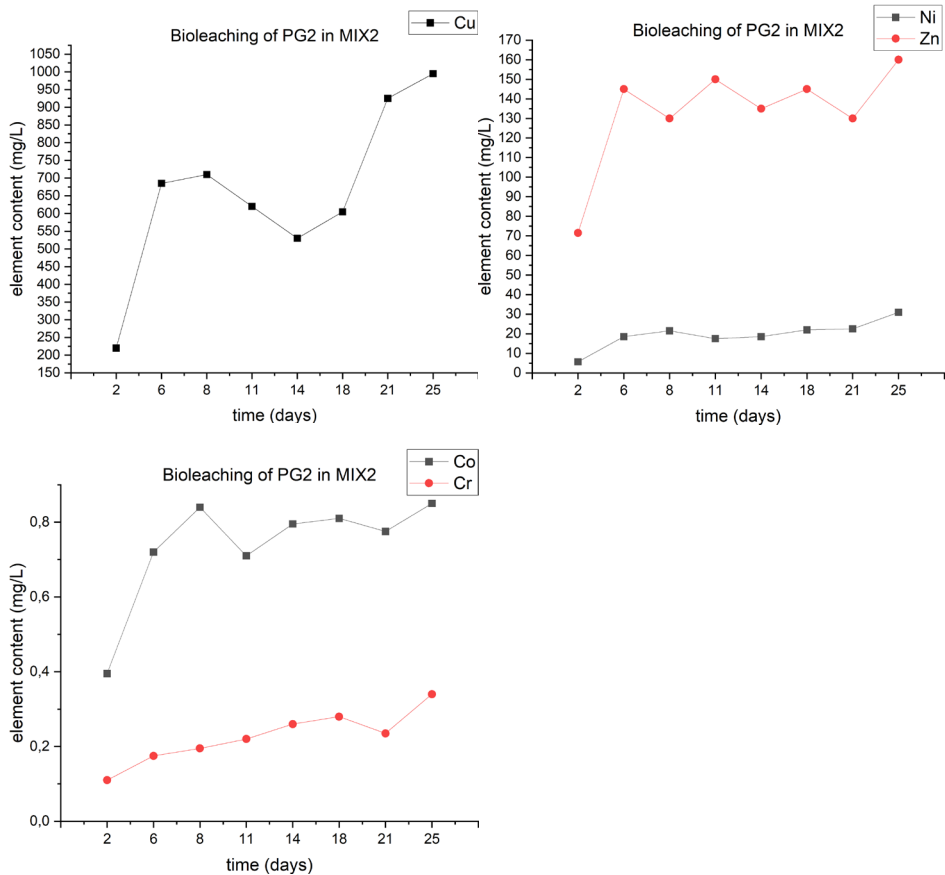 Bioleaching of PG2 in MIX2
Cu
element content (mg/L)
1050
1000
950
900
850
800
750
700
650
600
550
500
450
400
350
300
250
200
150
2 6 8 11 14 18 21 25
time (days)
Bioleaching of PG2 in MIX2
Ni
Zn
element content (mg/L)
170
160
150
140
130
120
110
100
90
80
70
60
50
40
30
20
10
0
2 6 8 11 14 18 21 25
time (days)
Bioleaching of PG2 in MIX2
Co
Cr
element content (mg/L)
0,8
0,6
0,4
0,2
0,0
2 6 8 11 14 18 21 25
time (days)